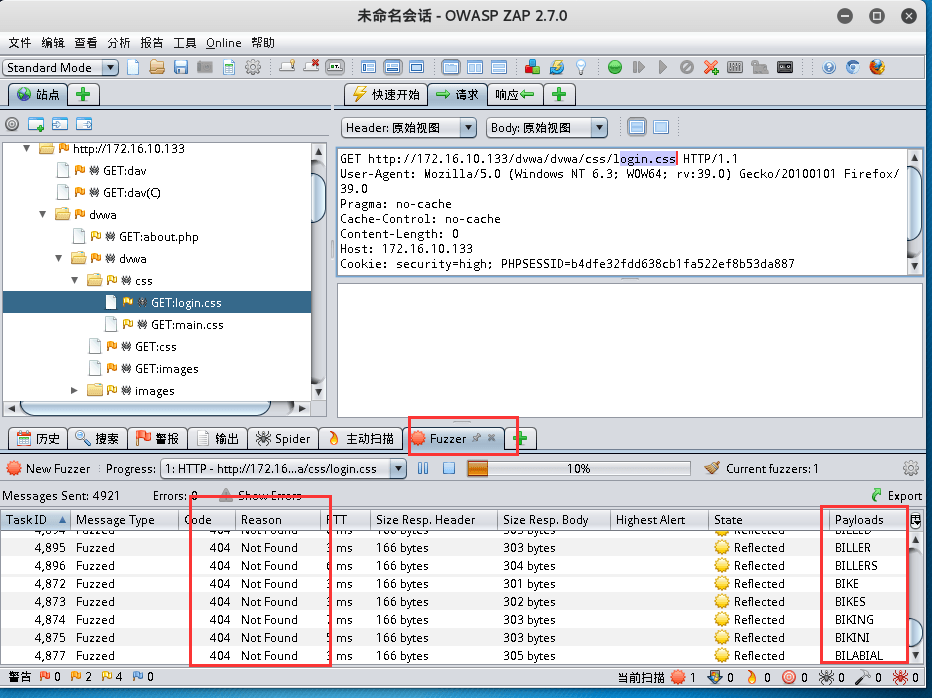 未命名会话 - OWASP ZAP 2.7.0
文件 编辑 查看 分析 报告 工具 Online 帮助
Standard Mode
站点
快速开始 请求 响应
Header: 原始视图 Body: 原始视图
http://172.16.10.133
GET:dav
GET:dav(C)
dvwa
GET:about.php
dvwa
css
GET:login.css
GET:main.css
GET:css
GET:images
images
GET http://172.16.10.133/dvwa/dvwa/css/login.css HTTP/1.1
User-Agent: Mozilla/5.0 (Windows NT 6.3; WOW64; rv:39.0) Gecko/20100101 Firefox/
39.0
Pragma: no-cache
Cache-Control: no-cache
Content-Length: 0
Host: 172.16.10.133
Cookie: security=high; PHPSESSID=b4dfe32fdd638cb1fa522ef8b53da887
历史 搜索 警报 输出 Spider 主动扫描 Fuzzer
New Fuzzer Progress: 1: HTTP - http://172.16...a/css/login.css 10% Current fuzzers: 1
Messages Sent: 4921 Errors: 0 Show Errors Export
Task ID Message Type Code Reason RTT Size Resp. Header Size Resp. Body Highest Alert State Payloads
4,895 Fuzzed 404 Not Found ms 166 bytes 303 bytes Reflected BILLER
4,896 Fuzzed 404 Not Found ms 166 bytes 304 bytes Reflected BILLERS
4,872 Fuzzed 404 Not Found ms 166 bytes 301 bytes Reflected BIKE
4,873 Fuzzed 404 Not Found ms 166 bytes 302 bytes Reflected BIKES
4,874 Fuzzed 404 Not Found ms 166 bytes 303 bytes Reflected BIKING
4,875 Fuzzed 404 Not Found ms 166 bytes 303 bytes Reflected BIKINI
4,877 Fuzzed 404 Not Found ms 166 bytes 305 bytes Reflected BILABIAL
警告 0 2 4 0 当前扫描 1 0 0 0 0 0 0